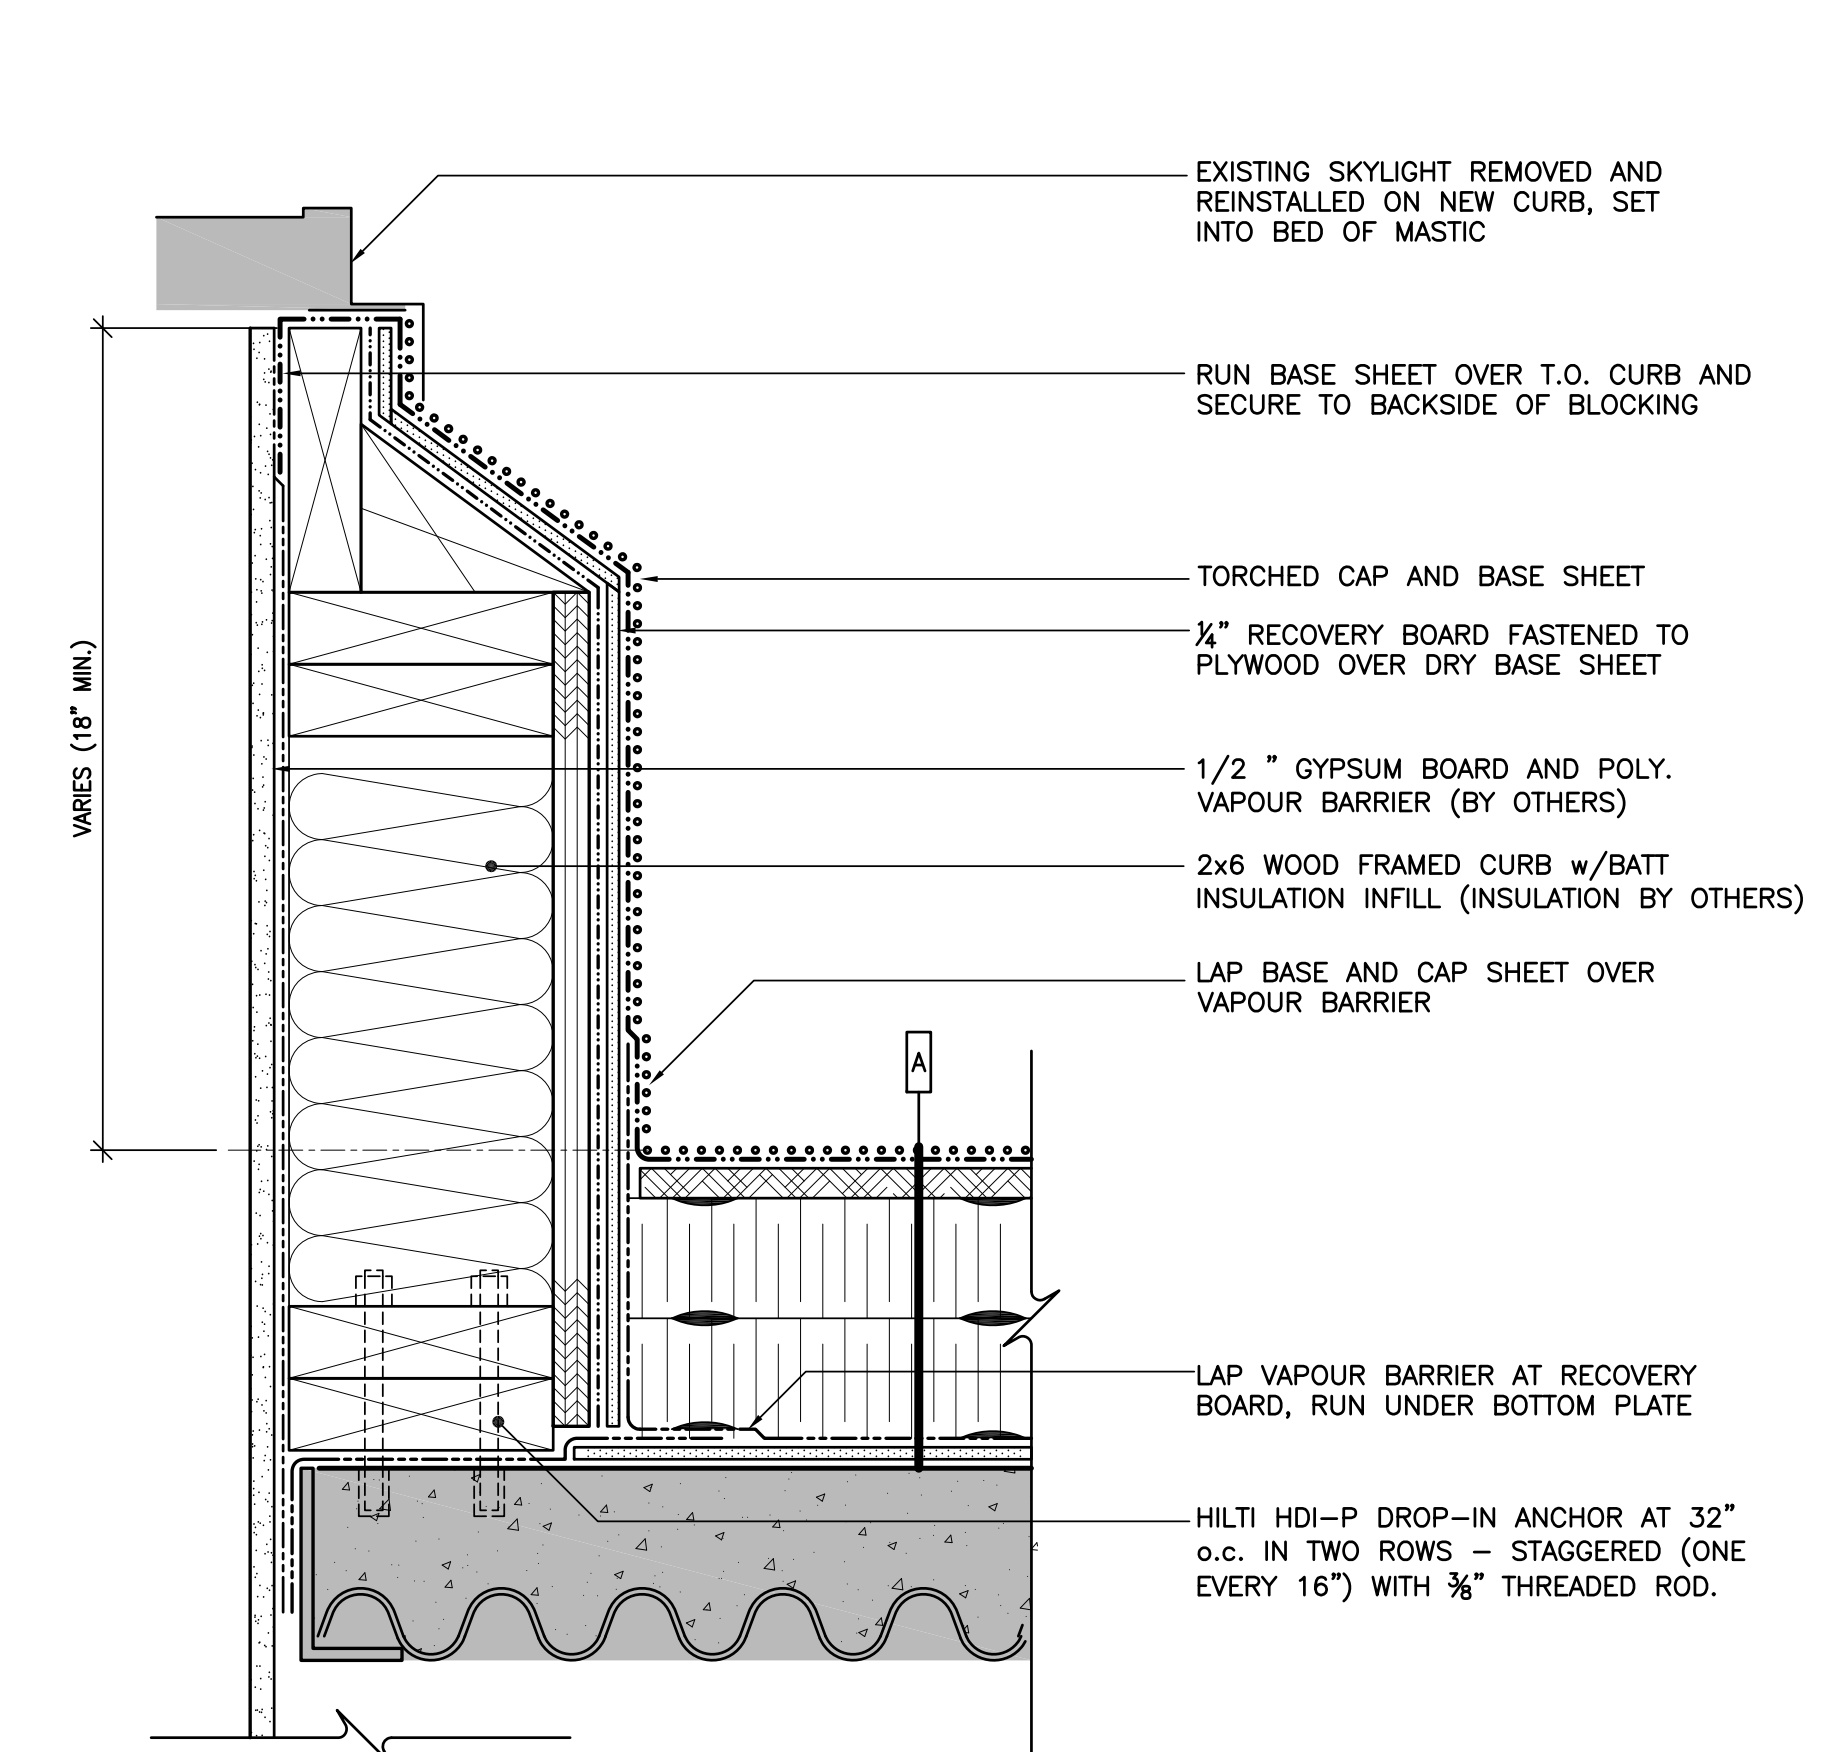 EXISTING SKYLIGHT REMOVED AND
REINSTALLED ON NEW CURB, SET
INTO BED OF MASTIC
RUN BASE SHEET OVER T.O. CURB AND
SECURE TO BACKSIDE OF BLOCKING
TORCHED CAP AND BASE SHEET
¼" RECOVERY BOARD FASTENED TO
PLYWOOD OVER DRY BASE SHEET
VARIES (18" MIN.)
1/2 " GYPSUM BOARD AND POLY.
VAPOUR BARRIER (BY OTHERS)
2x6 WOOD FRAMED CURB w/BATT
INSULATION INFILL (INSULATION BY OTHERS)
LAP BASE AND CAP SHEET OVER
VAPOUR BARRIER
A
LAP VAPOUR BARRIER AT RECOVERY
BOARD, RUN UNDER BOTTOM PLATE
HILTI HDI-P DROP-IN ANCHOR AT 32"
o.c. IN TWO ROWS - STAGGERED (ONE
EVERY 16") WITH ⅜" THREADED ROD.